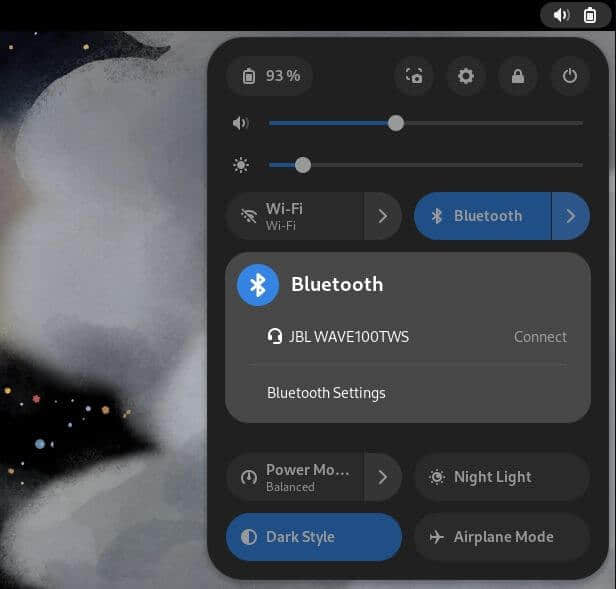 93 %
Wi-Fi
Wi-Fi
Bluetooth
Bluetooth
JBL WAVE100TWS
Connect
Bluetooth Settings
Power Mo...
Balanced
Night Light
Dark Style
Airplane Mode